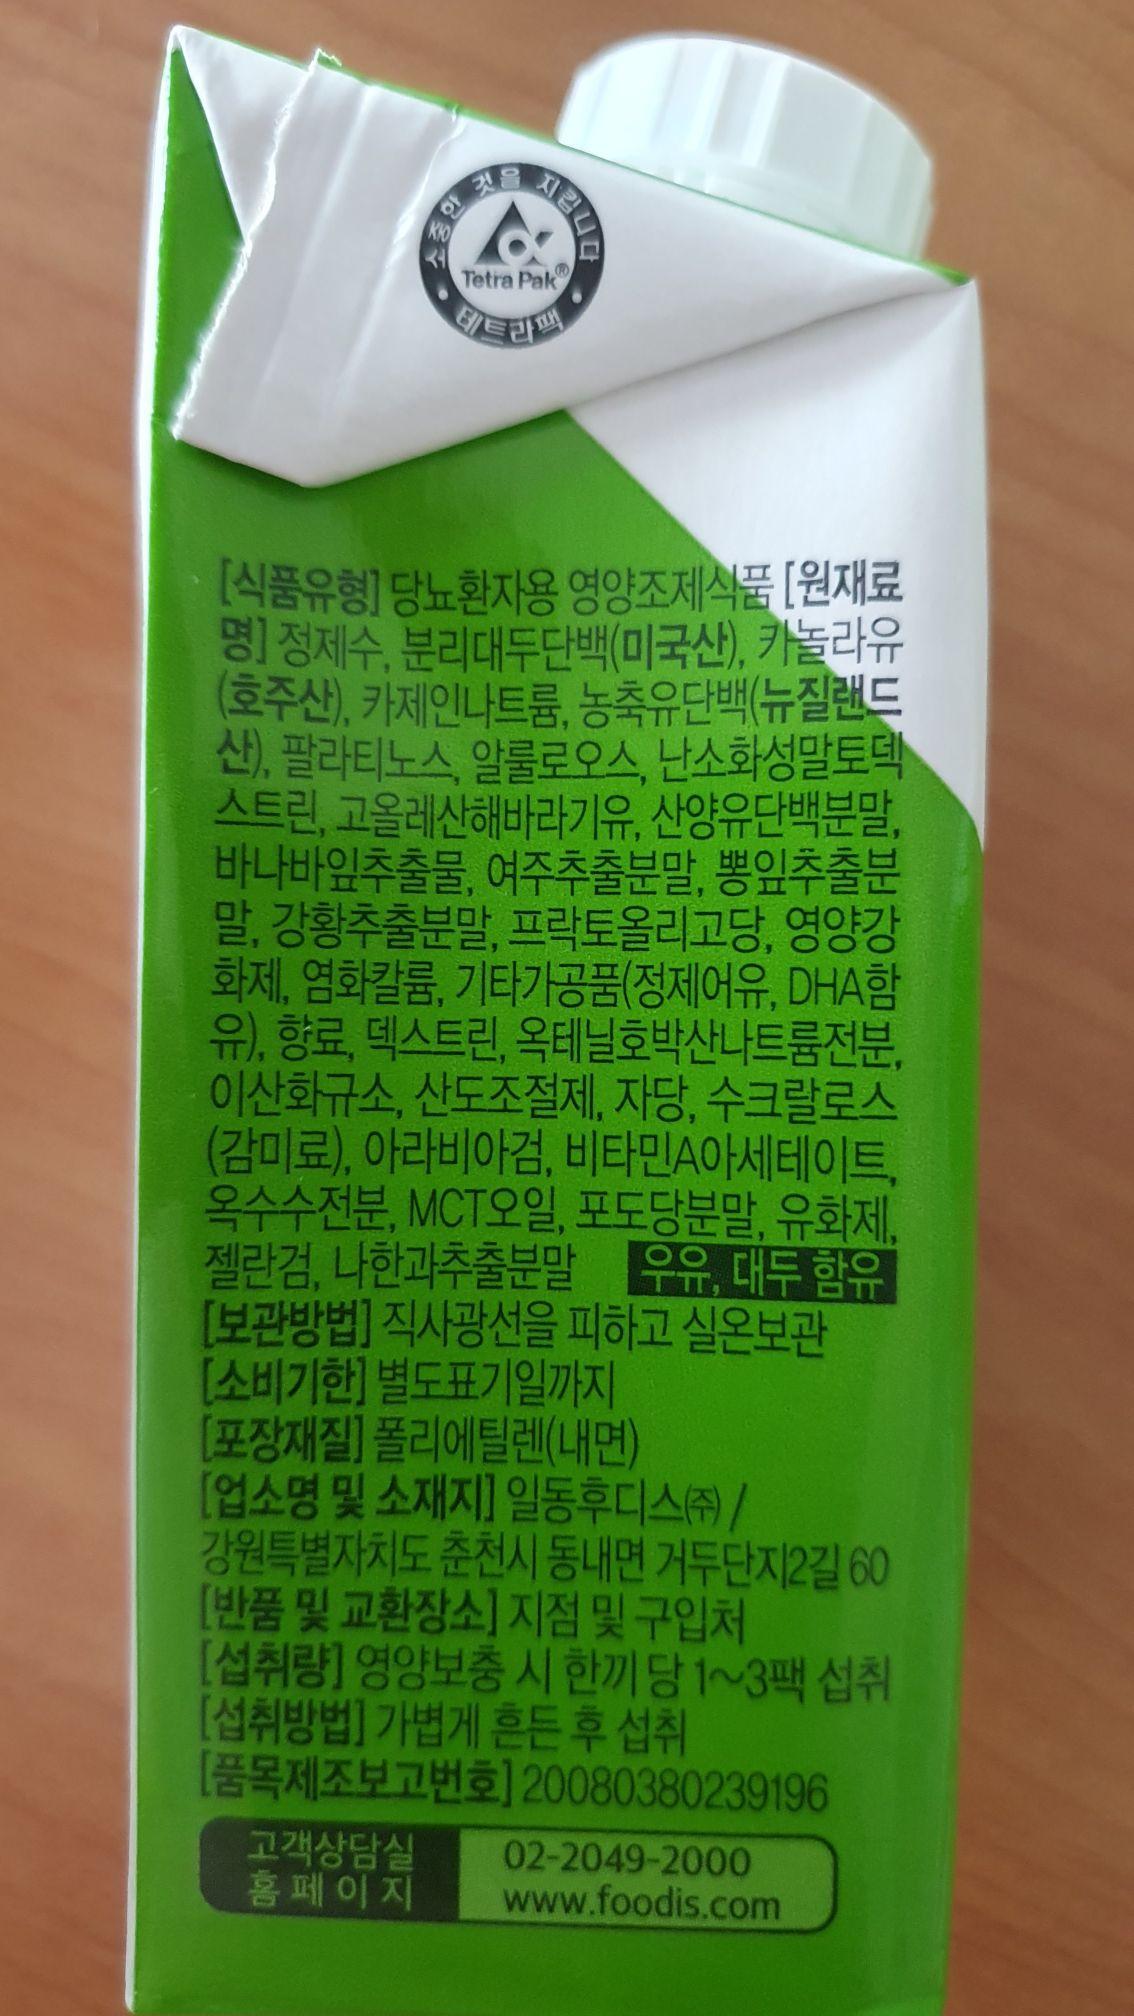 소중한 것을 지킵니다
Tetra Pak®
테트라팩
[식품유형] 당뇨환자용 영양조제식품 [원재료
명] 정제수, 분리대두단백(미국산), 카놀라유
(호주산), 카제인나트륨, 농축유단백(뉴질랜드
산), 팔라티노스, 알룰로오스, 난소화성말토덱
스트린, 고올레산해바라기유, 산양유단백분말,
바나바잎추출물, 여주추출분말, 뽕잎추출분
말, 강황추출분말, 프락토올리고당, 영양강
화제, 염화칼륨, 기타가공품(정제어유, DHA함
유), 향료, 덱스트린, 옥테닐호박산나트륨전분,
이산화규소, 산도조절제, 자당, 수크랄로스
(감미료), 아라비아검, 비타민A아세테이트,
옥수수전분, MCT오일, 포도당분말, 유화제,
젤란검, 나한과추출분말 우유, 대두 함유
[보관방법] 직사광선을 피하고 실온보관
[소비기한] 별도표기일까지
[포장재질] 폴리에틸렌(내면)
[업소명 및 소재지] 일동후디스㈜ /
강원특별자치도 춘천시 동내면 거두단지2길 60
[반품 및 교환장소] 지점 및 구입처
[섭취량] 영양보충 시 한끼 당 1~3팩 섭취
[섭취방법] 가볍게 흔든 후 섭취
[품목제조보고번호] 20080380239196
고객상담실 02-2049-2000
홈페이지 www.foodis.com